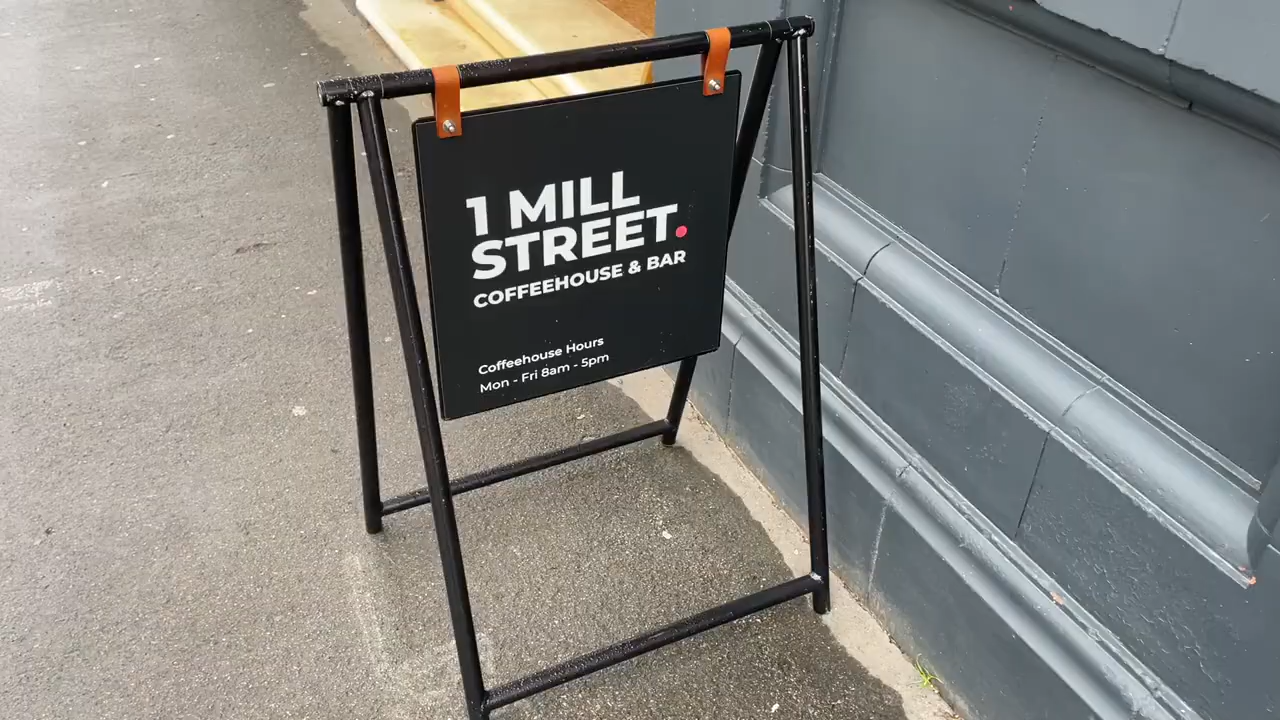 1 MILL
STREET.
COFFEEHOUSE & BAR
Coffeehouse Hours
Mon - Fri 8am - 5pm